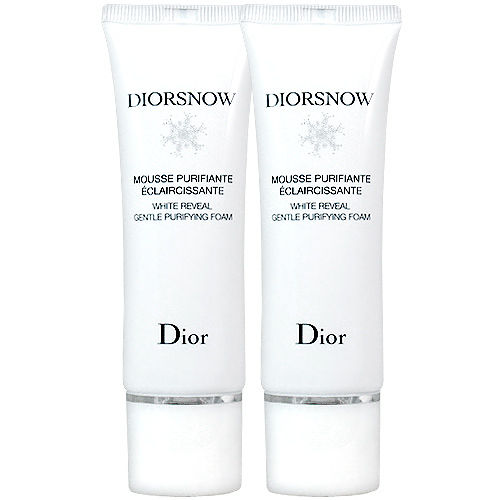 DIORSNOW
MOUSSE PURIFIANTE
ÉCLAIRCISSANTE
WHITE REVEAL
GENTLE PURIFYING FOAM
Dior
DIORSNOW
MOUSSE PURIFIANTE
ÉCLAIRCISSANTE
WHITE REVEAL
GENTLE PURIFYING FOAM
Dior